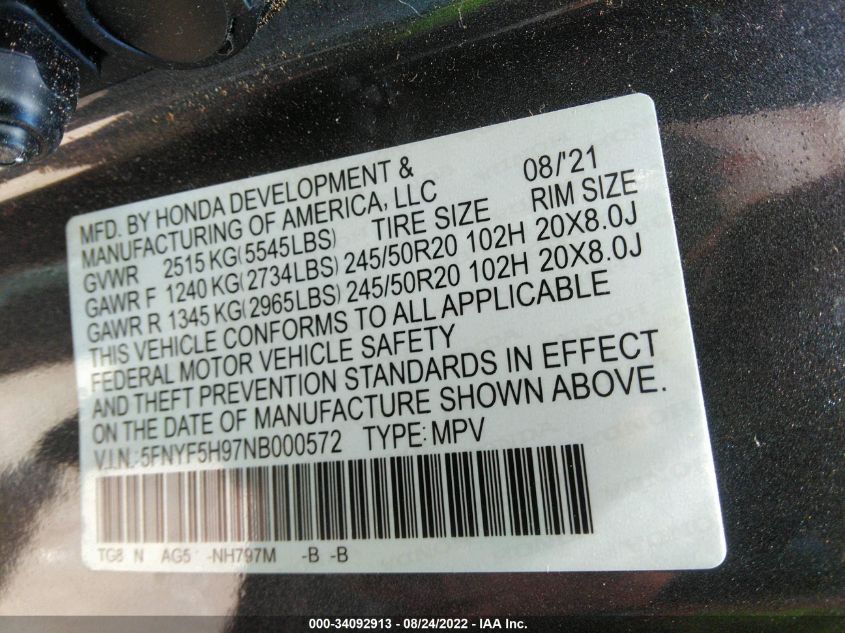 MFD. BY HONDA DEVELOPMENT & 08/'21
MANUFACTURING OF AMERICA, LLC
GVWR 2515 KG(5545LBS) TIRE SIZE RIM SIZE
GAWR F 1240 KG(2734LBS) 245/50R20 102H 20X8.0J
GAWR R 1345 KG(2965LBS) 245/50R20 102H 20X8.0J
THIS VEHICLE CONFORMS TO ALL APPLICABLE
FEDERAL MOTOR VEHICLE SAFETY
AND THEFT PREVENTION STANDARDS IN EFFECT
ON THE DATE OF MANUFACTURE SHOWN ABOVE.
V.I.N.: 5FNYF5H97NB000572 TYPE: MPV
TG8 N AG5 -NH797M -B -B
000-34092913 - 08/24/2022 - IAA Inc.